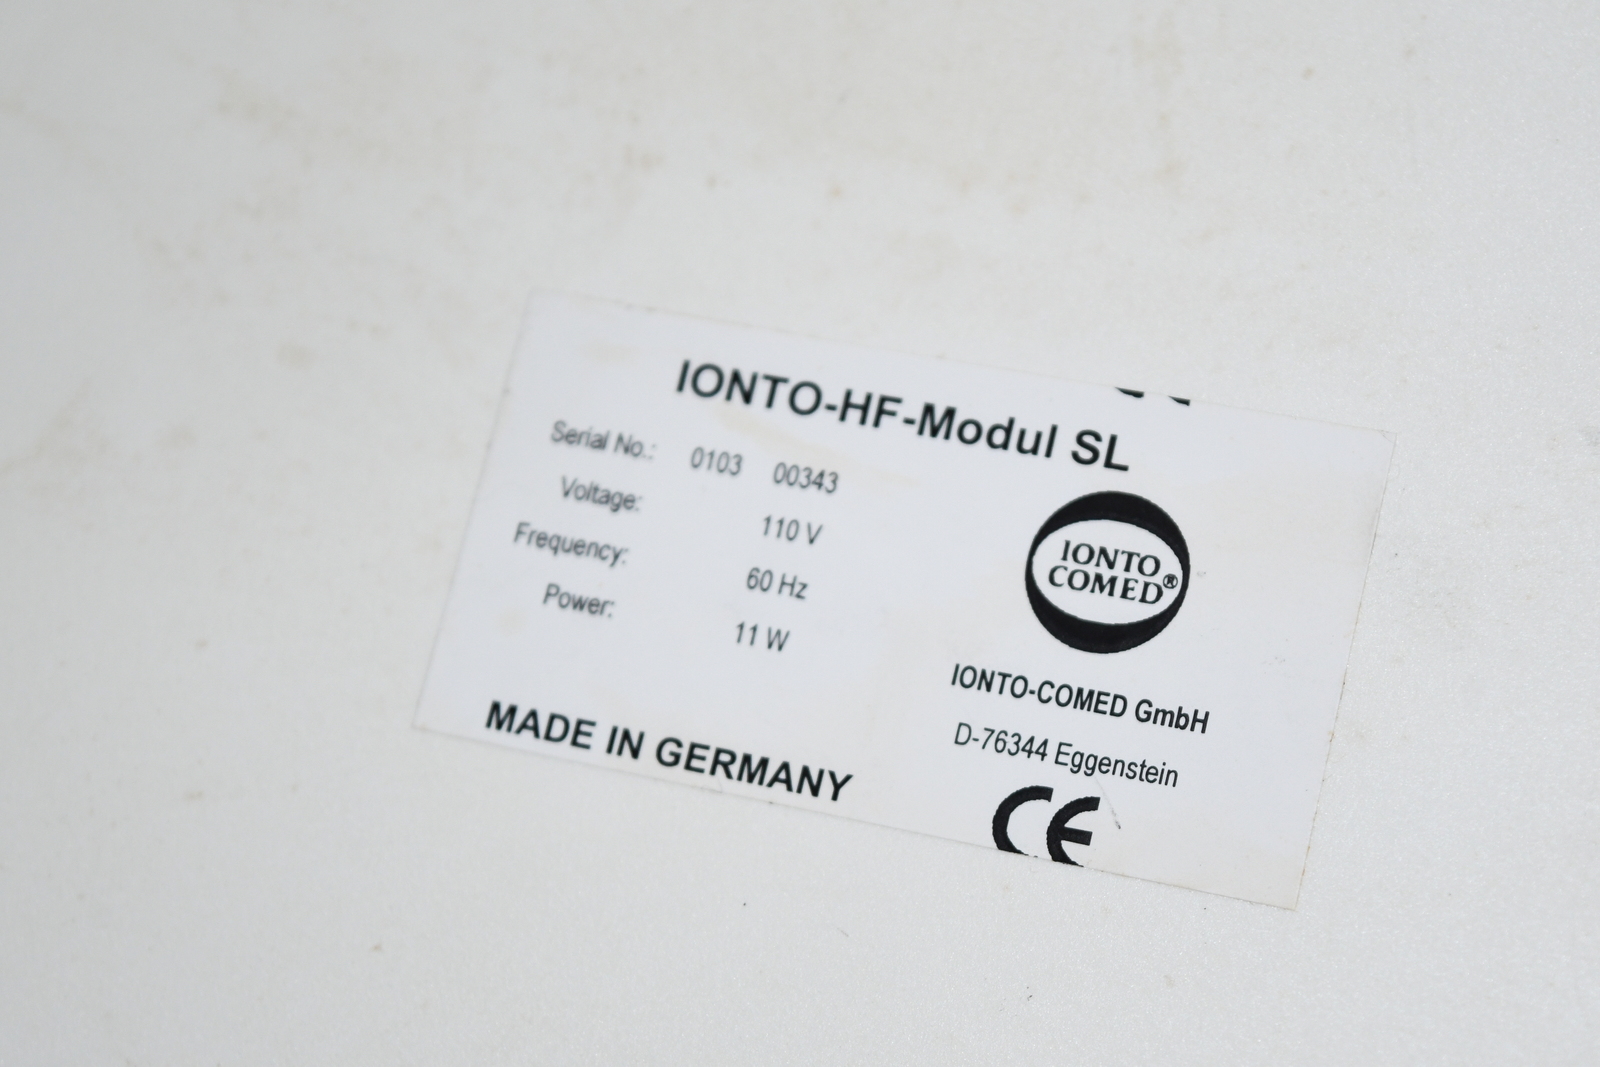 IONTO-HF-Modul SL
Serial No.: 0103 00343
Voltage: 110 V
Frequency: 60 Hz
Power: 11 W
MADE IN GERMANY
IONTO
COMED®
IONTO-COMED GmbH
D-76344 Eggenstein
CE